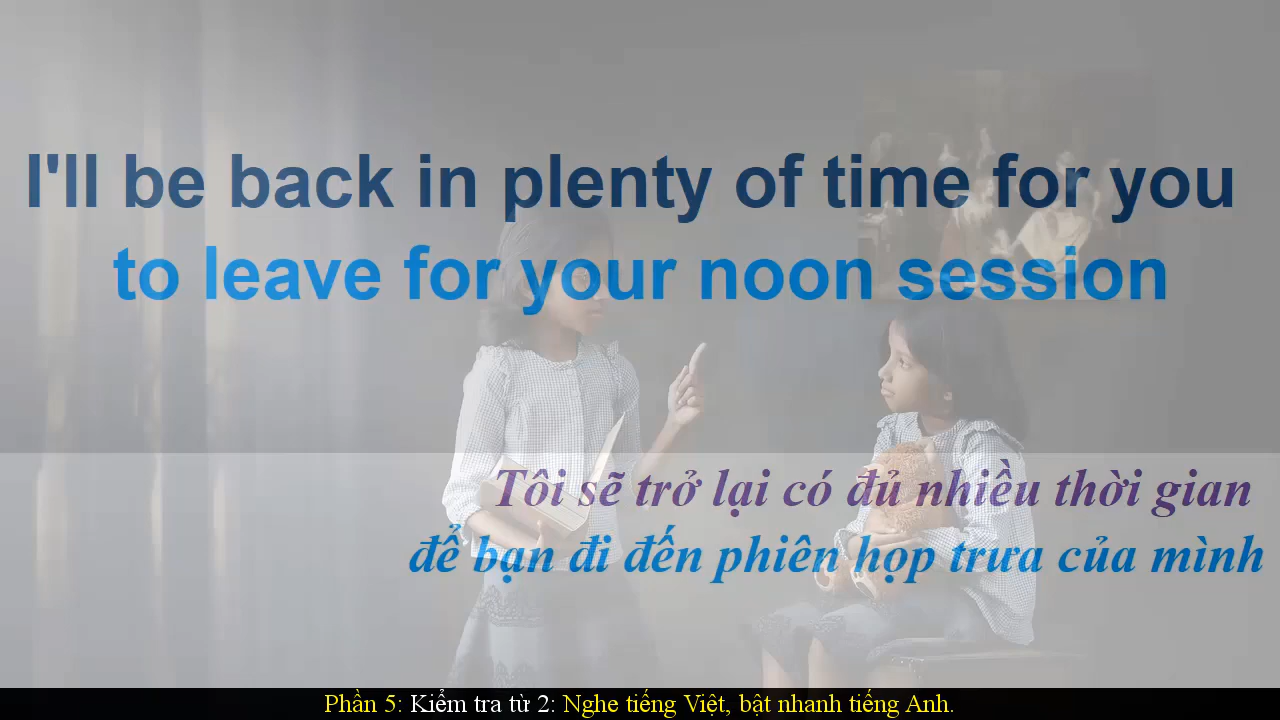 I'll be back in plenty of time for you
to leave for your noon session
Tôi sẽ trở lại có đủ nhiều thời gian
để bạn đi đến phiên họp trưa của mình
Phần 5: Kiểm tra từ 2: Nghe tiếng Việt, bật nhanh tiếng Anh.